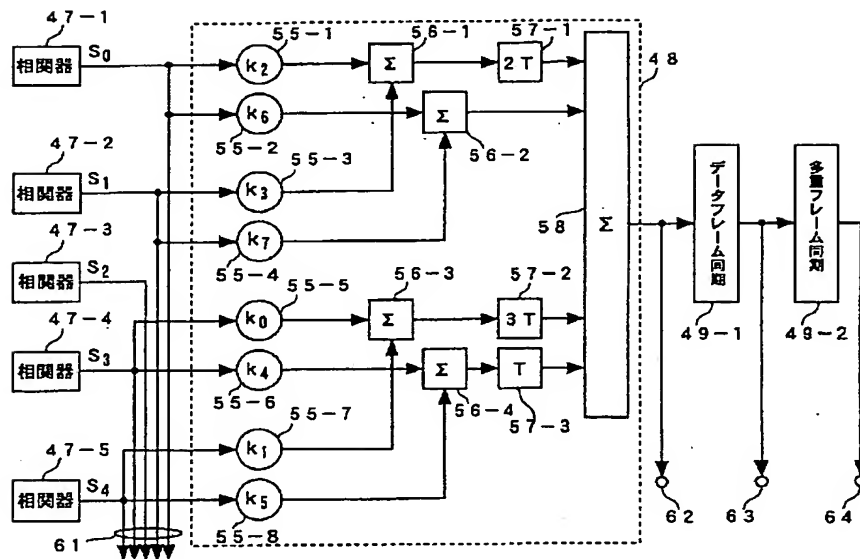 47-1
相関器
S0
55-1
k2
56-1
Σ
57-1
2T
48
k6
55-2
Σ
56-2
47-2
相関器
S1
55-3
k3
k7
55-4
58
Σ
データフレーム同期
49-1
多重フレーム同期
49-2
47-3
相関器
S2
55-5
k0
56-3
Σ
57-2
3T
47-4
相関器
S3
k4
55-6
Σ
56-4
T
57-3
55-7
k1
47-5
相関器
S4
k5
55-8
61
62
63
64